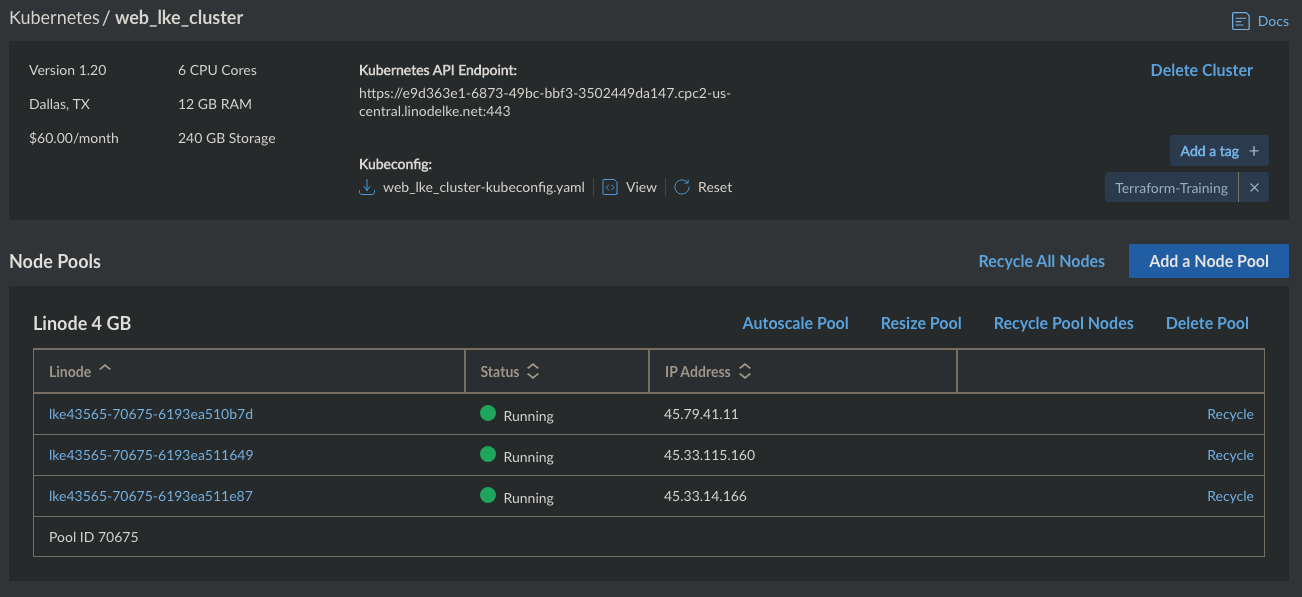 Kubernetes / web_lke_cluster
Docs
Version 1.20
6 CPU Cores
Dallas, TX
12 GB RAM
$60.00/month
240 GB Storage
Kubernetes API Endpoint:
https://e9d363e1-6873-49bc-bbf3-3502449da147.cpc2-us-
central.linodelke.net:443
Kubeconfig:
web_lke_cluster-kubeconfig.yaml
View
Reset
Delete Cluster
Add a tag +
Terraform-Training
Node Pools
Recycle All Nodes
Add a Node Pool
Linode 4 GB
Autoscale Pool
Resize Pool
Recycle Pool Nodes
Delete Pool
Linode
Status
IP Address
lke43565-70675-6193ea510b7d
Running
45.79.41.11
Recycle
lke43565-70675-6193ea511649
Running
45.33.115.160
Recycle
lke43565-70675-6193ea511e87
Running
45.33.14.166
Recycle
Pool ID 70675